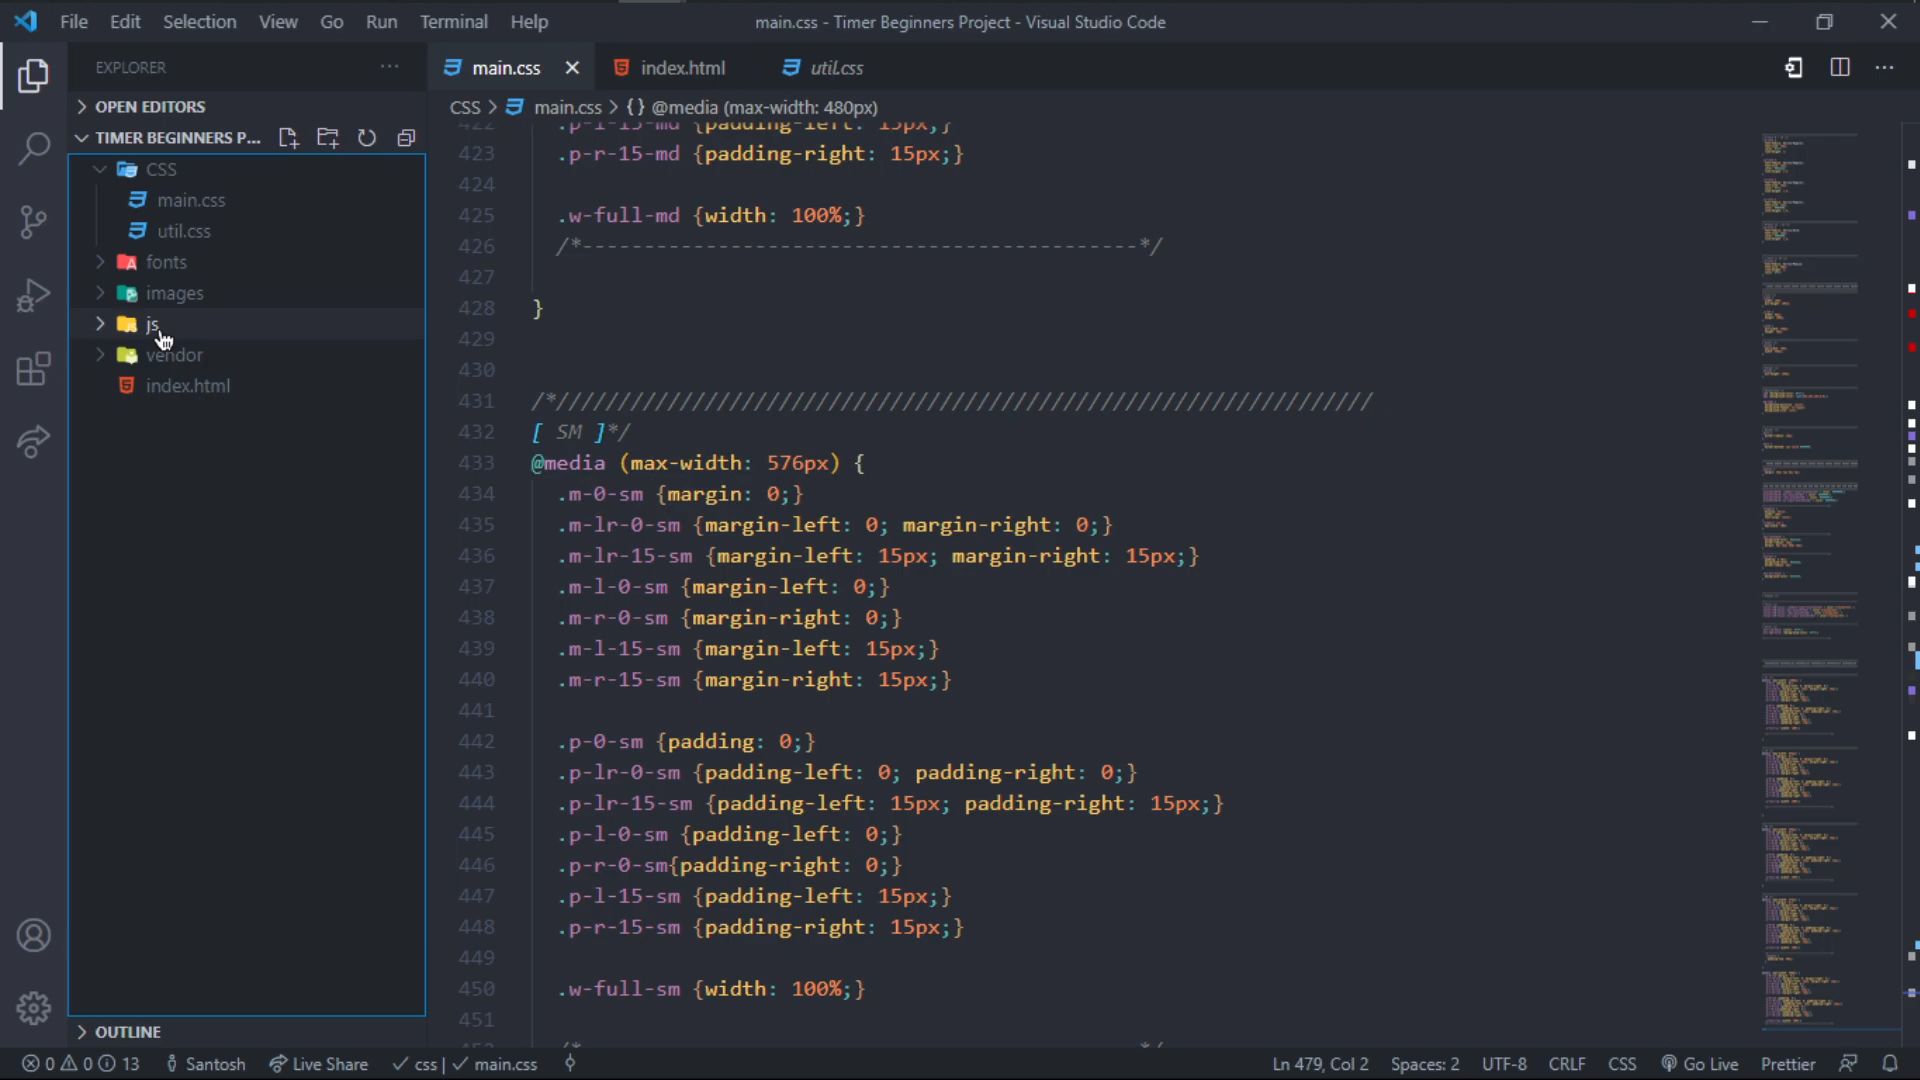 File Edit Selection View Go Run Terminal Help
main.css - Timer Beginners Project - Visual Studio Code
EXPLORER
OPEN EDITORS
TIMER BEGINNERS P...
CSS
main.css
util.css
fonts
images
js
vendor
index.html
OUTLINE
main.css index.html util.css
CSS > main.css > {} @media (max-width: 480px)
422 .p-l-15-md {padding-left: 15px;}
423 .p-r-15-md {padding-right: 15px;}
424
425 .w-full-md {width: 100%;}
426 /*---------------------------------------------*/
427
428 }
429
430
431 /*//////////////////////////////////////////////////////////////////
432 [ SM ]*/
433 @media (max-width: 576px) {
434 .m-0-sm {margin: 0;}
435 .m-lr-0-sm {margin-left: 0; margin-right: 0;}
436 .m-lr-15-sm {margin-left: 15px; margin-right: 15px;}
437 .m-l-0-sm {margin-left: 0;}
438 .m-r-0-sm {margin-right: 0;}
439 .m-l-15-sm {margin-left: 15px;}
440 .m-r-15-sm {margin-right: 15px;}
441
442 .p-0-sm {padding: 0;}
443 .p-lr-0-sm {padding-left: 0; padding-right: 0;}
444 .p-lr-15-sm {padding-left: 15px; padding-right: 15px;}
445 .p-l-0-sm {padding-left: 0;}
446 .p-r-0-sm{padding-right: 0;}
447 .p-l-15-sm {padding-left: 15px;}
448 .p-r-15-sm {padding-right: 15px;}
449
450 .w-full-sm {width: 100%;}
451
0 0 13 Santosh Live Share css | main.css Ln 479, Col 2 Spaces: 2 UTF-8 CRLF CSS Go Live Prettier